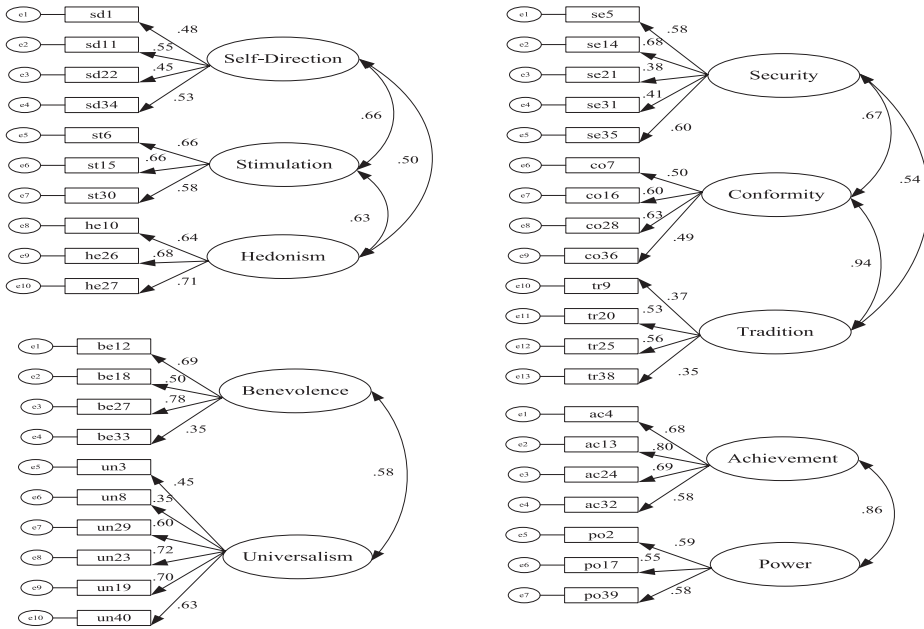 e1 sd1 .48
e2 sd11 .55
e3 sd22 .45
e4 sd34 .53
Self-Direction
e5 st6 .66
e6 st15 .66
e7 st30 .58
Stimulation
e8 he10 .64
e9 he26 .68
e10 he27 .71
Hedonism
.66
.50
.63
e1 be12 .69
e2 be18 .50
e3 be27 .78
e4 be33 .35
Benevolence
e5 un3 .45
e6 un8 .35
e7 un29 .60
e8 un23 .72
e9 un19 .70
e10 un40 .63
Universalism
.58
e1 se5 .58
e2 se14 .68
e3 se21 .38
e4 se31 .41
e5 se35 .60
Security
e6 co7 .50
e7 co16 .60
e8 co28 .63
e9 co36 .49
Conformity
e10 tr9 .37
e11 tr20 .53
e12 tr25 .56
e13 tr38 .35
Tradition
.67
.54
.94
e1 ac4 .68
e2 ac13 .80
e3 ac24 .69
e4 ac32 .58
Achievement
e5 po2 .59
e6 po17 .55
e7 po39 .58
Power
.86